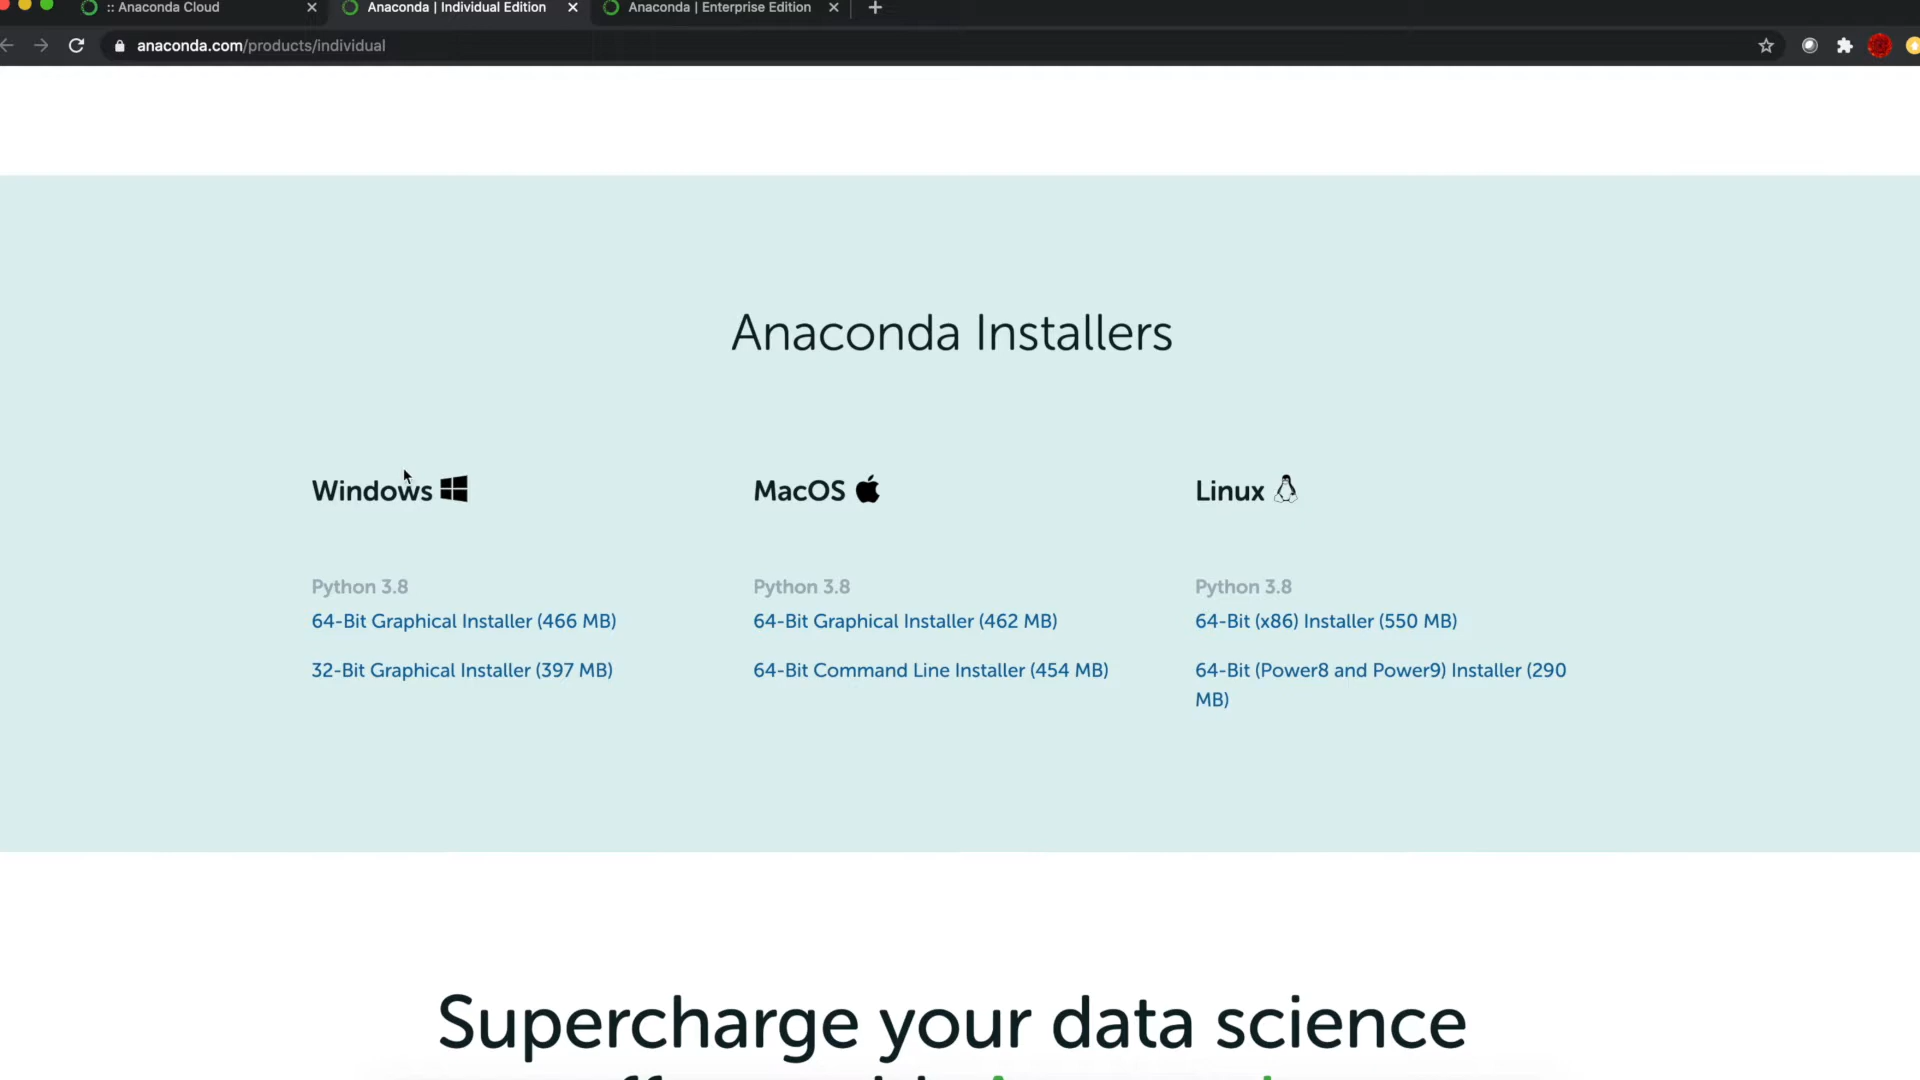 :: Anaconda Cloud
Anaconda | Individual Edition
Anaconda | Enterprise Edition
anaconda.com/products/individual
Anaconda Installers
Windows
MacOS
Linux
Python 3.8
64-Bit Graphical Installer (466 MB)
32-Bit Graphical Installer (397 MB)
Python 3.8
64-Bit Graphical Installer (462 MB)
64-Bit Command Line Installer (454 MB)
Python 3.8
64-Bit (x86) Installer (550 MB)
64-Bit (Power8 and Power9) Installer (290
MB)
Supercharge your data science